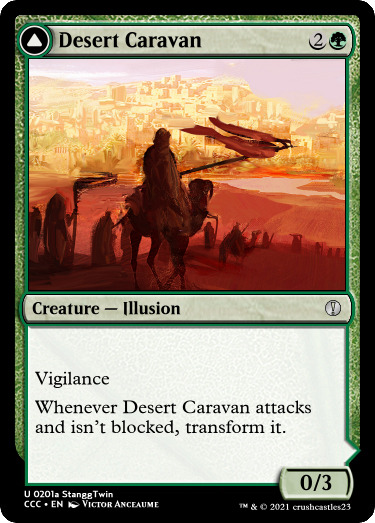 Desert Caravan 2
Creature — Illusion
Vigilance
Whenever Desert Caravan attacks
and isn't blocked, transform it.
0/3
U 0201a StanggTwin
CCC • EN Victor Anceaume ™ & © 2021 crushcastles23